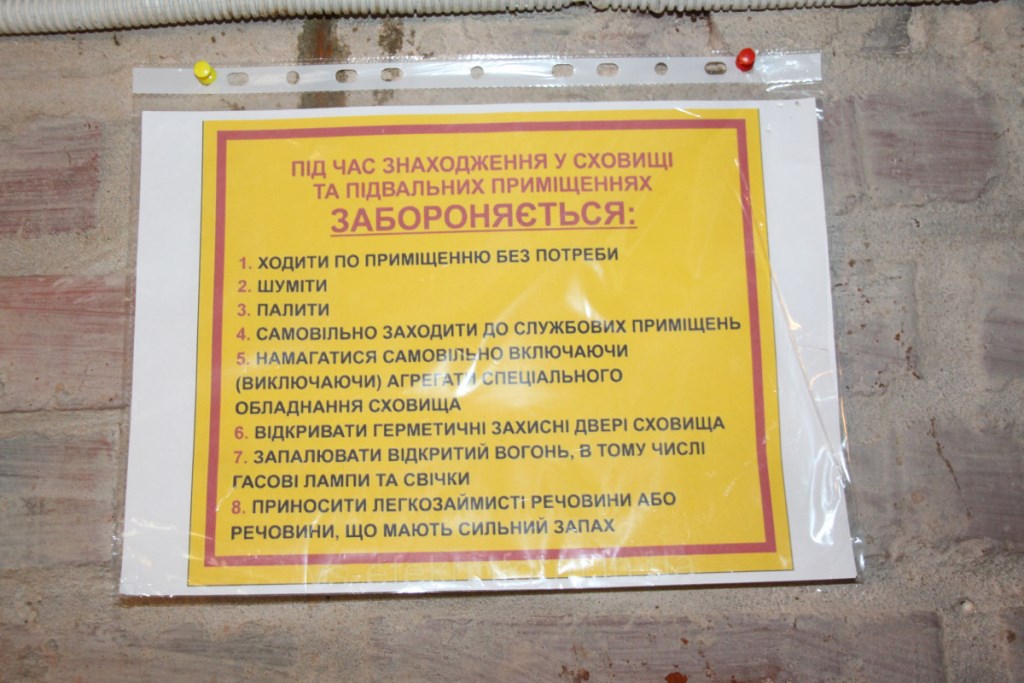 ПІД ЧАС ЗНАХОДЖЕННЯ У СХОВИЩІ
ТА ПІДВАЛЬНИХ ПРИМІЩЕННЯХ
ЗАБОРОНЯЄТЬСЯ:
1. ХОДИТИ ПО ПРИМІЩЕННЮ БЕЗ ПОТРЕБИ
2. ШУМІТИ
3. ПАЛИТИ
4. САМОВІЛЬНО ЗАХОДИТИ ДО СЛУЖБОВИХ ПРИМІЩЕНЬ
5. НАМАГАТИСЯ САМОВІЛЬНО ВКЛЮЧАЮЧИ
(ВИКЛЮЧАЮЧИ) АГРЕГАТИ СПЕЦІАЛЬНОГО
ОБЛАДНАННЯ СХОВИЩА
6. ВІДКРИВАТИ ГЕРМЕТИЧНІ ЗАХИСНІ ДВЕРІ СХОВИЩА
7. ЗАПАЛЮВАТИ ВІДКРИТИЙ ВОГОНЬ, В ТОМУ ЧИСЛІ
ГАСОВІ ЛАМПИ ТА СВІЧКИ
8. ПРИНОСИТИ ЛЕГКОЗАЙМИСТІ РЕЧОВИНИ АБО
РЕЧОВИНИ, ЩО МАЮТЬ СИЛЬНИЙ ЗАПАХ